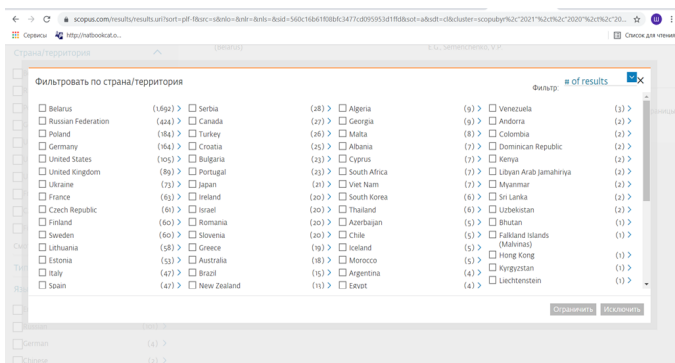 scopus.com/results/results.uri?sort=plf-f&src=s&nlo=&nlr=&nls=&sid=560c16b61f08bfc3477cd095953d1ffd&sot=a&sdt=cl&cluster=scopubyr%2c"2021"%2ct%2c"2020"%2ct%2c"20...
Сервисы
http://natbookcat.o...
Список для чтения
Страна/территория
Фильтровать по страна/территория
Фильтр:
# of results
Belarus (1,692)
Russian Federation (424)
Poland (184)
Germany (164)
United States (105)
United Kingdom (89)
Ukraine (73)
France (63)
Czech Republic (61)
Finland (60)
Sweden (60)
Lithuania (58)
Estonia (53)
Italy (47)
Spain (47)
Serbia (28)
Canada (27)
Turkey (26)
Croatia (25)
Bulgaria (23)
Portugal (23)
Japan (21)
Ireland (20)
Israel (20)
Romania (20)
Slovenia (20)
Greece (19)
Australia (18)
Brazil (15)
New Zealand (13)
Algeria (9)
Georgia (9)
Malta (8)
Albania (7)
Cyprus (7)
South Africa (7)
Viet Nam (7)
South Korea (6)
Thailand (6)
Azerbaijan (5)
Chile (5)
Iceland (5)
Morocco (5)
Argentina (4)
Egypt (4)
Venezuela (3)
Andorra (2)
Colombia (2)
Dominican Republic (2)
Kenya (2)
Libyan Arab Jamahiriya (2)
Myanmar (2)
Sri Lanka (2)
Uzbekistan (2)
Bhutan (1)
Falkland Islands
(Malvinas) (1)
Hong Kong (1)
Kyrgyzstan (1)
Liechtenstein (1)
Ограничить
Исключить
German (4)
Chinese